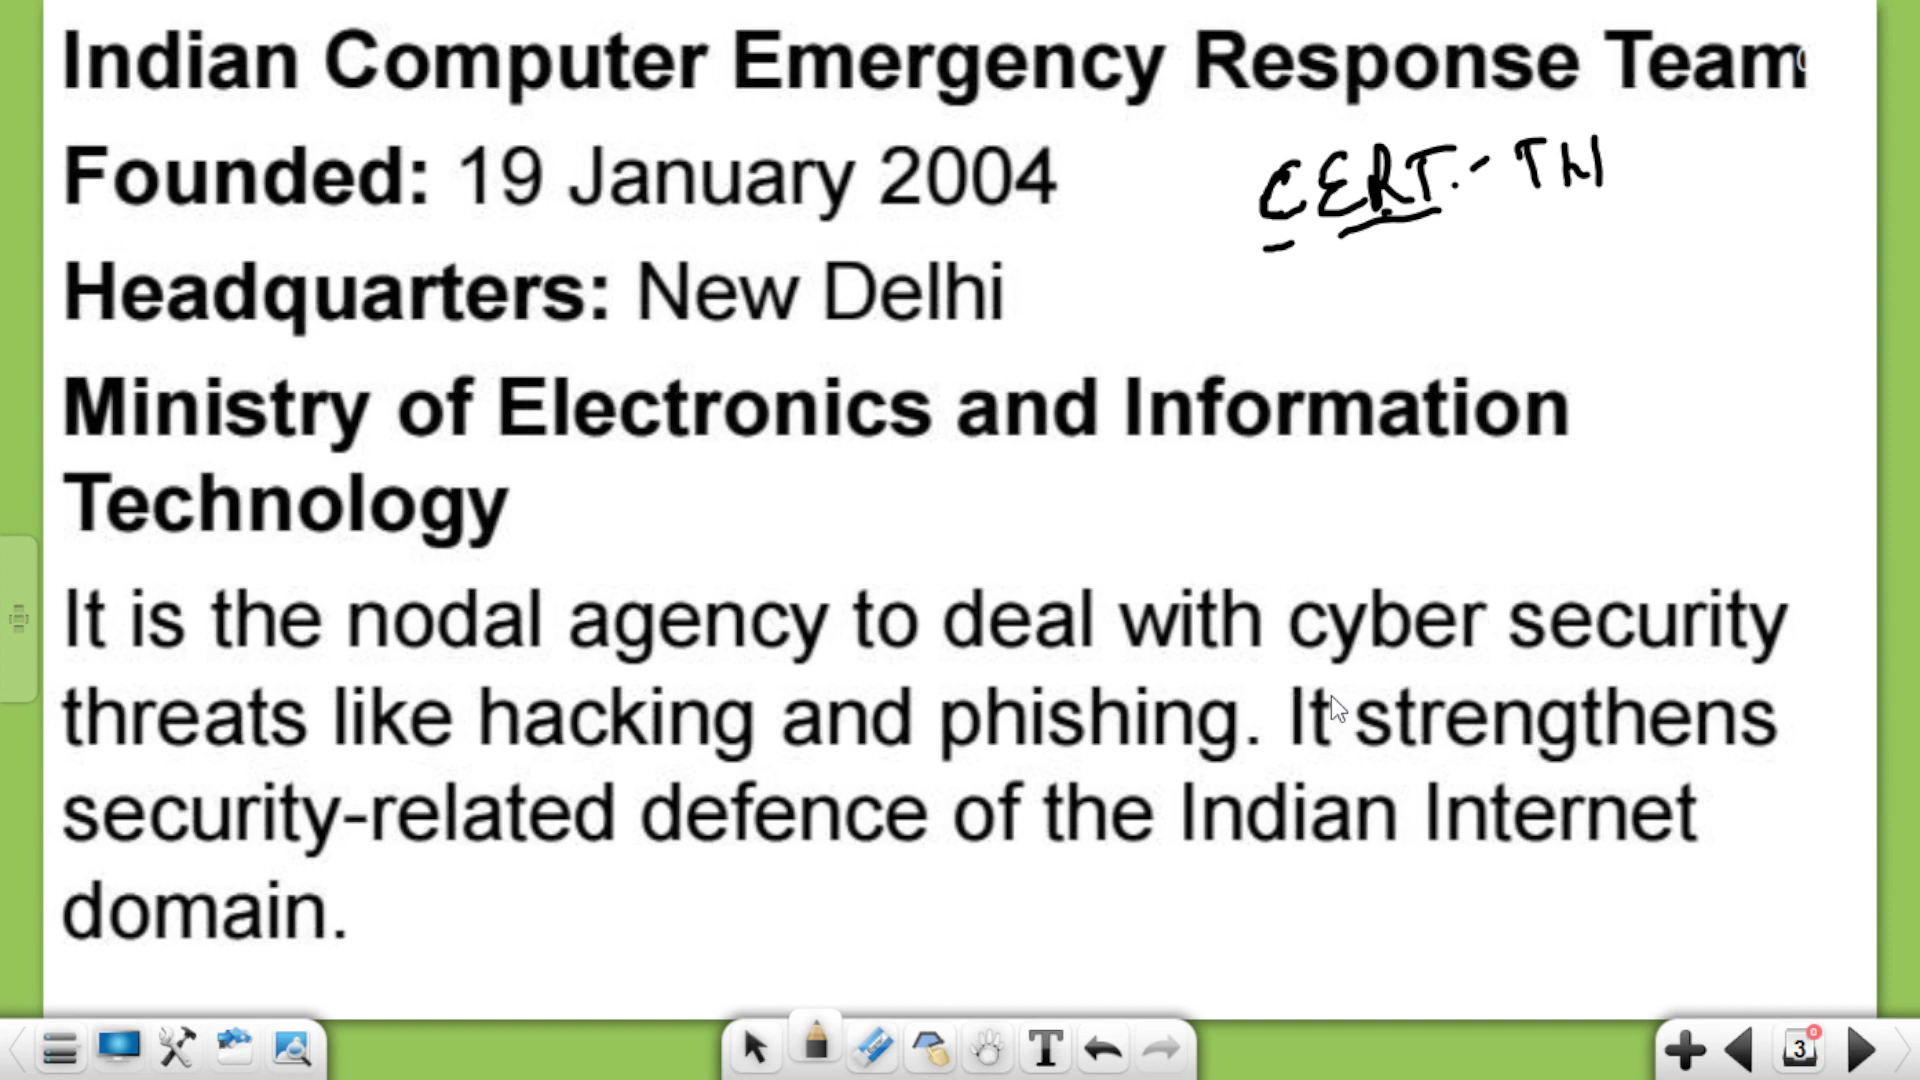 Indian Computer Emergency Response Team
Founded: 19 January 2004
CERT.-
Headquarters: New Delhi
Ministry of Electronics and Information
Technology
It is the nodal agency to deal with cyber security
threats like hacking and phishing. It strengthens
security-related defence of the Indian Internet
domain.
T
3
0